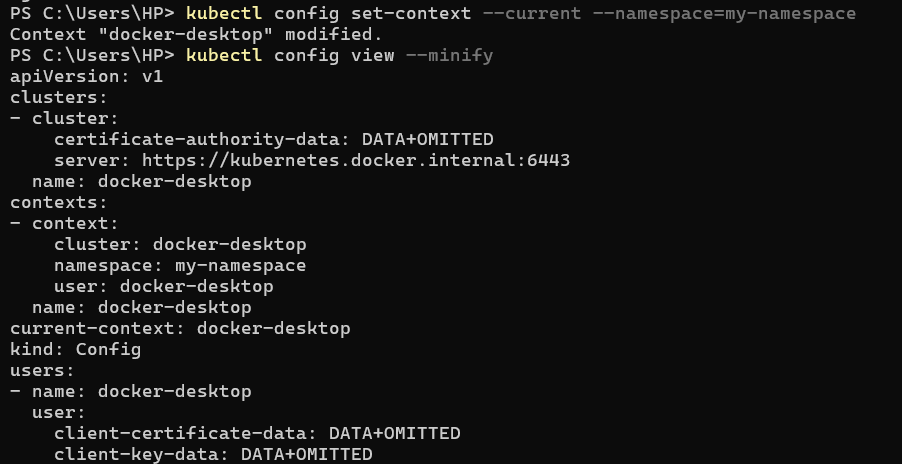 PS C:\Users\HP> kubectl config set-context --current --namespace=my-namespace
Context "docker-desktop" modified.
PS C:\Users\HP> kubectl config view --minify
apiVersion: v1
clusters:
- cluster:
    certificate-authority-data: DATA+OMITTED
    server: https://kubernetes.docker.internal:6443
  name: docker-desktop
contexts:
- context:
    cluster: docker-desktop
    namespace: my-namespace
    user: docker-desktop
  name: docker-desktop
current-context: docker-desktop
kind: Config
users:
- name: docker-desktop
  user:
    client-certificate-data: DATA+OMITTED
    client-key-data: DATA+OMITTED